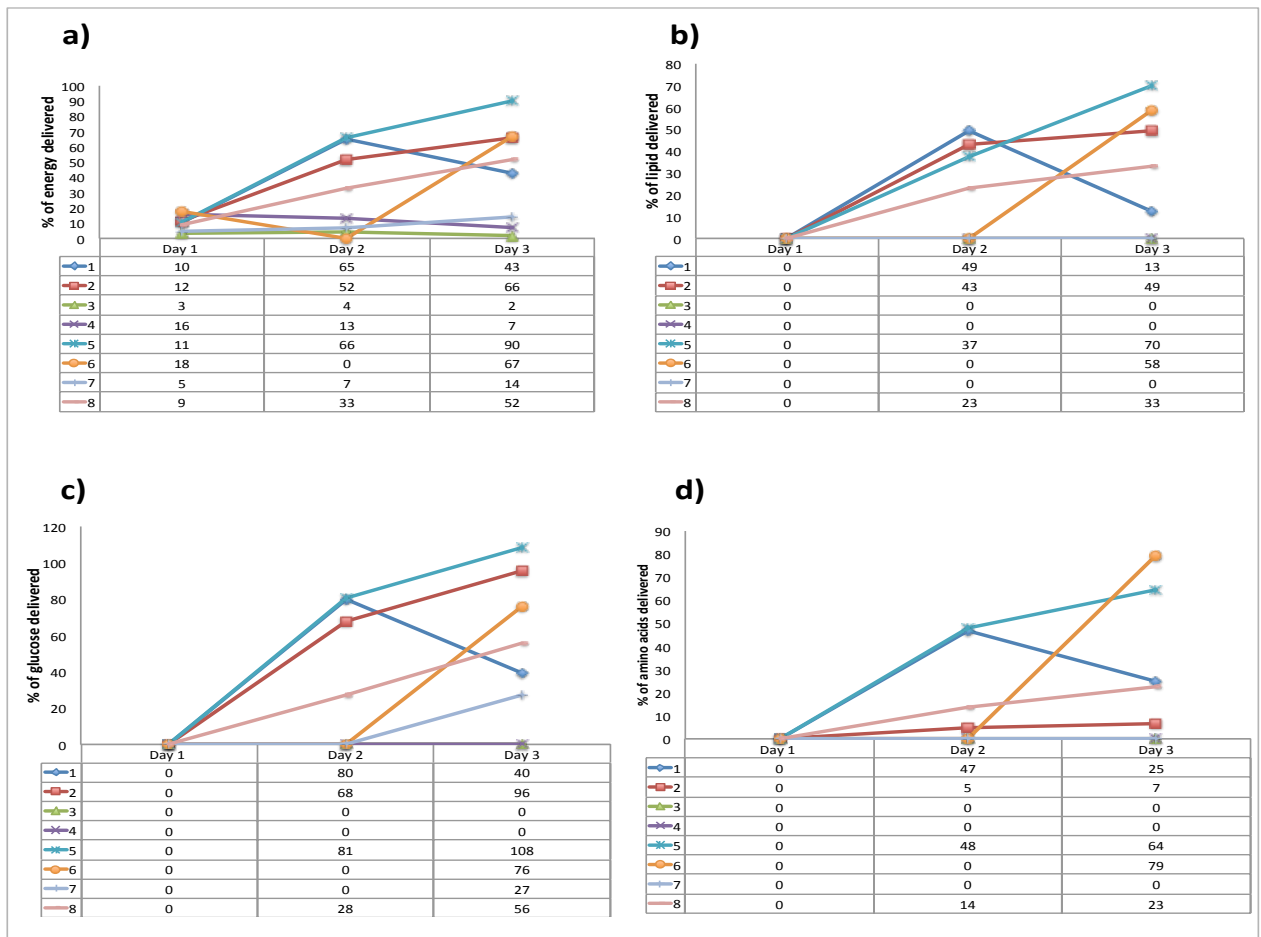 a)
% of energy delivered
100
90
80
70
60
50
40
30
20
10
0
Day 1 Day 2 Day 3
1 10 65 43
2 12 52 66
3 3 4 2
4 16 13 7
5 11 66 90
6 18 0 67
7 5 7 14
8 9 33 52
b)
% of lipid delivered
80
70
60
50
40
30
20
10
0
Day 1 Day 2 Day 3
1 0 49 13
2 0 43 49
3 0 0 0
4 0 0 0
5 0 37 70
6 0 0 58
7 0 0 0
8 0 23 33
c)
% of glucose delivered
120
100
80
60
40
20
0
Day 1 Day 2 Day 3
1 0 80 40
2 0 68 96
3 0 0 0
4 0 0 0
5 0 81 108
6 0 0 76
7 0 0 27
8 0 28 56
d)
% of amino acids delivered
90
80
70
60
50
40
30
20
10
0
Day 1 Day 2 Day 3
1 0 47 25
2 0 5 7
3 0 0 0
4 0 0 0
5 0 48 64
6 0 0 79
7 0 0 0
8 0 14 23